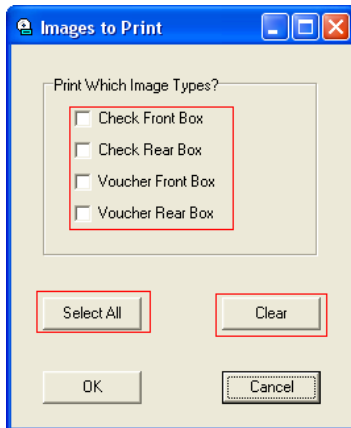 Images to Print
Print Which Image Types?
Check Front Box
Check Rear Box
Voucher Front Box
Voucher Rear Box
Select All Clear
OK Cancel